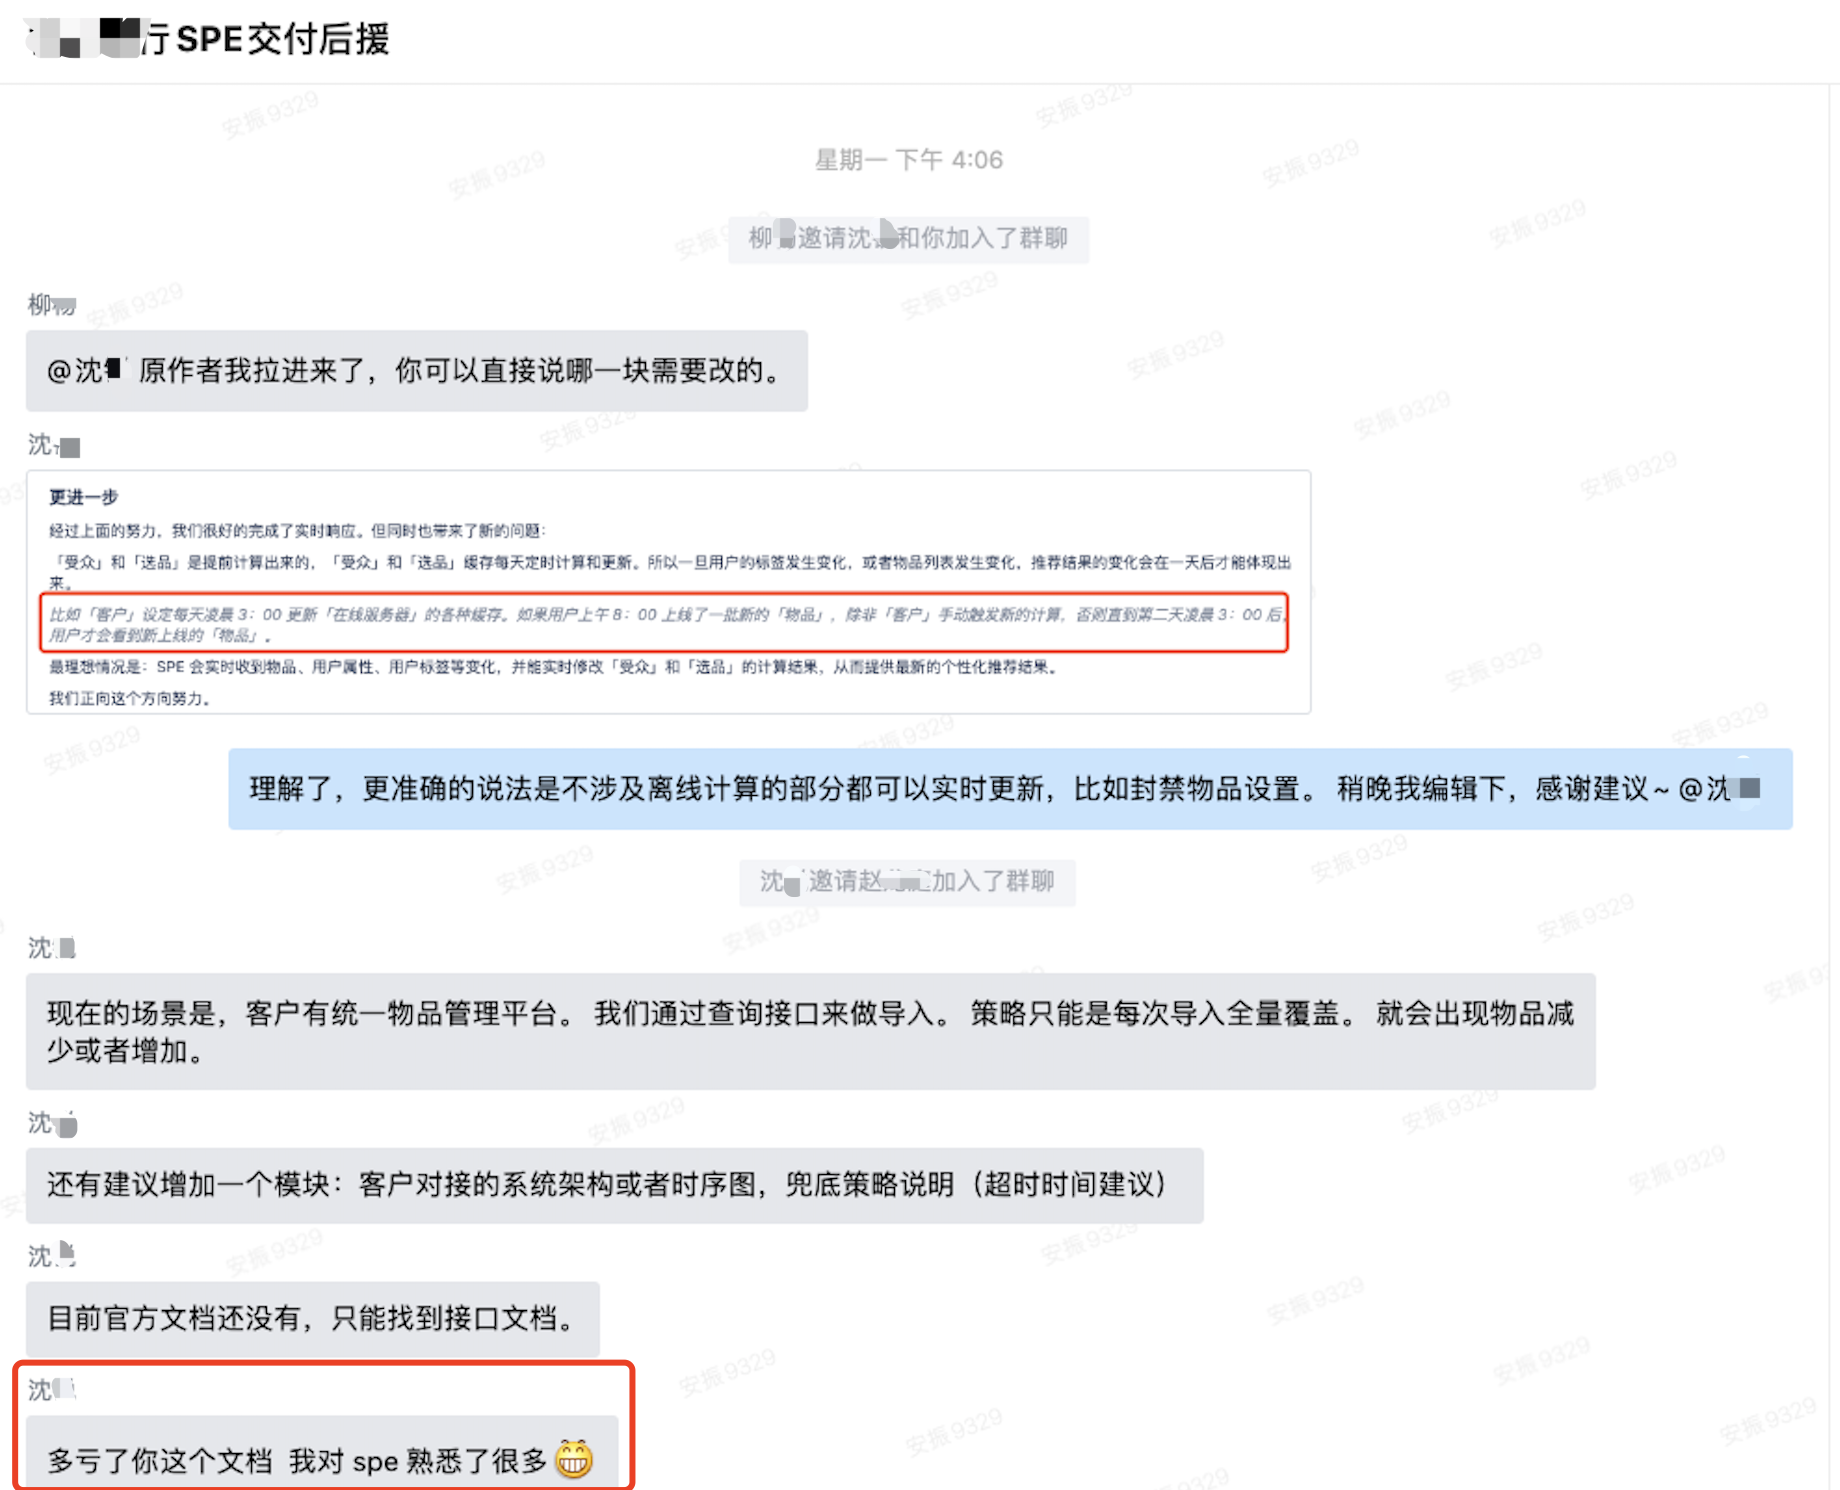 行SPE交付后援
星期一 下午 4:06
柳 邀请沈 和你加入了群聊
柳
@沈 原作者我拉进来了，你可以直接说哪一块需要改的。
沈
更进一步
经过上面的努力，我们很好的完成了实时响应。但同时也带来了新的问题：
「受众」和「选品」是提前计算出来的，「受众」和「选品」缓存每天定时计算和更新。所以一旦用户的标签发生变化，或者物品列表发生变化，推荐结果的变化会在一天后才能体现出
来。
比如「客户」设定每天凌晨 3：00 更新「在线服务器」的各种缓存。如果用户上午 8：00 上线了一批新的「物品」，除非「客户」手动触发新的计算，否则直到第二天凌晨 3：00 后，
用户才会看到新上线的「物品」。
最理想情况是：SPE 会实时收到物品、用户属性、用户标签等变化，并能实时修改「受众」和「选品」的计算结果，从而提供最新的个性化推荐结果。
我们正向这个方向努力。
理解了，更准确的说法是不涉及离线计算的部分都可以实时更新，比如封禁物品设置。 稍晚我编辑下，感谢建议~ @沈
沈 邀请赵 加入了群聊
沈
现在的场景是，客户有统一物品管理平台。 我们通过查询接口来做导入。 策略只能是每次导入全量覆盖。 就会出现物品减
少或者增加。
沈
还有建议增加一个模块：客户对接的系统架构或者时序图，兜底策略说明（超时时间建议）
沈
目前官方文档还没有，只能找到接口文档。
沈
多亏了你这个文档 我对 spe 熟悉了很多😁
安振9329